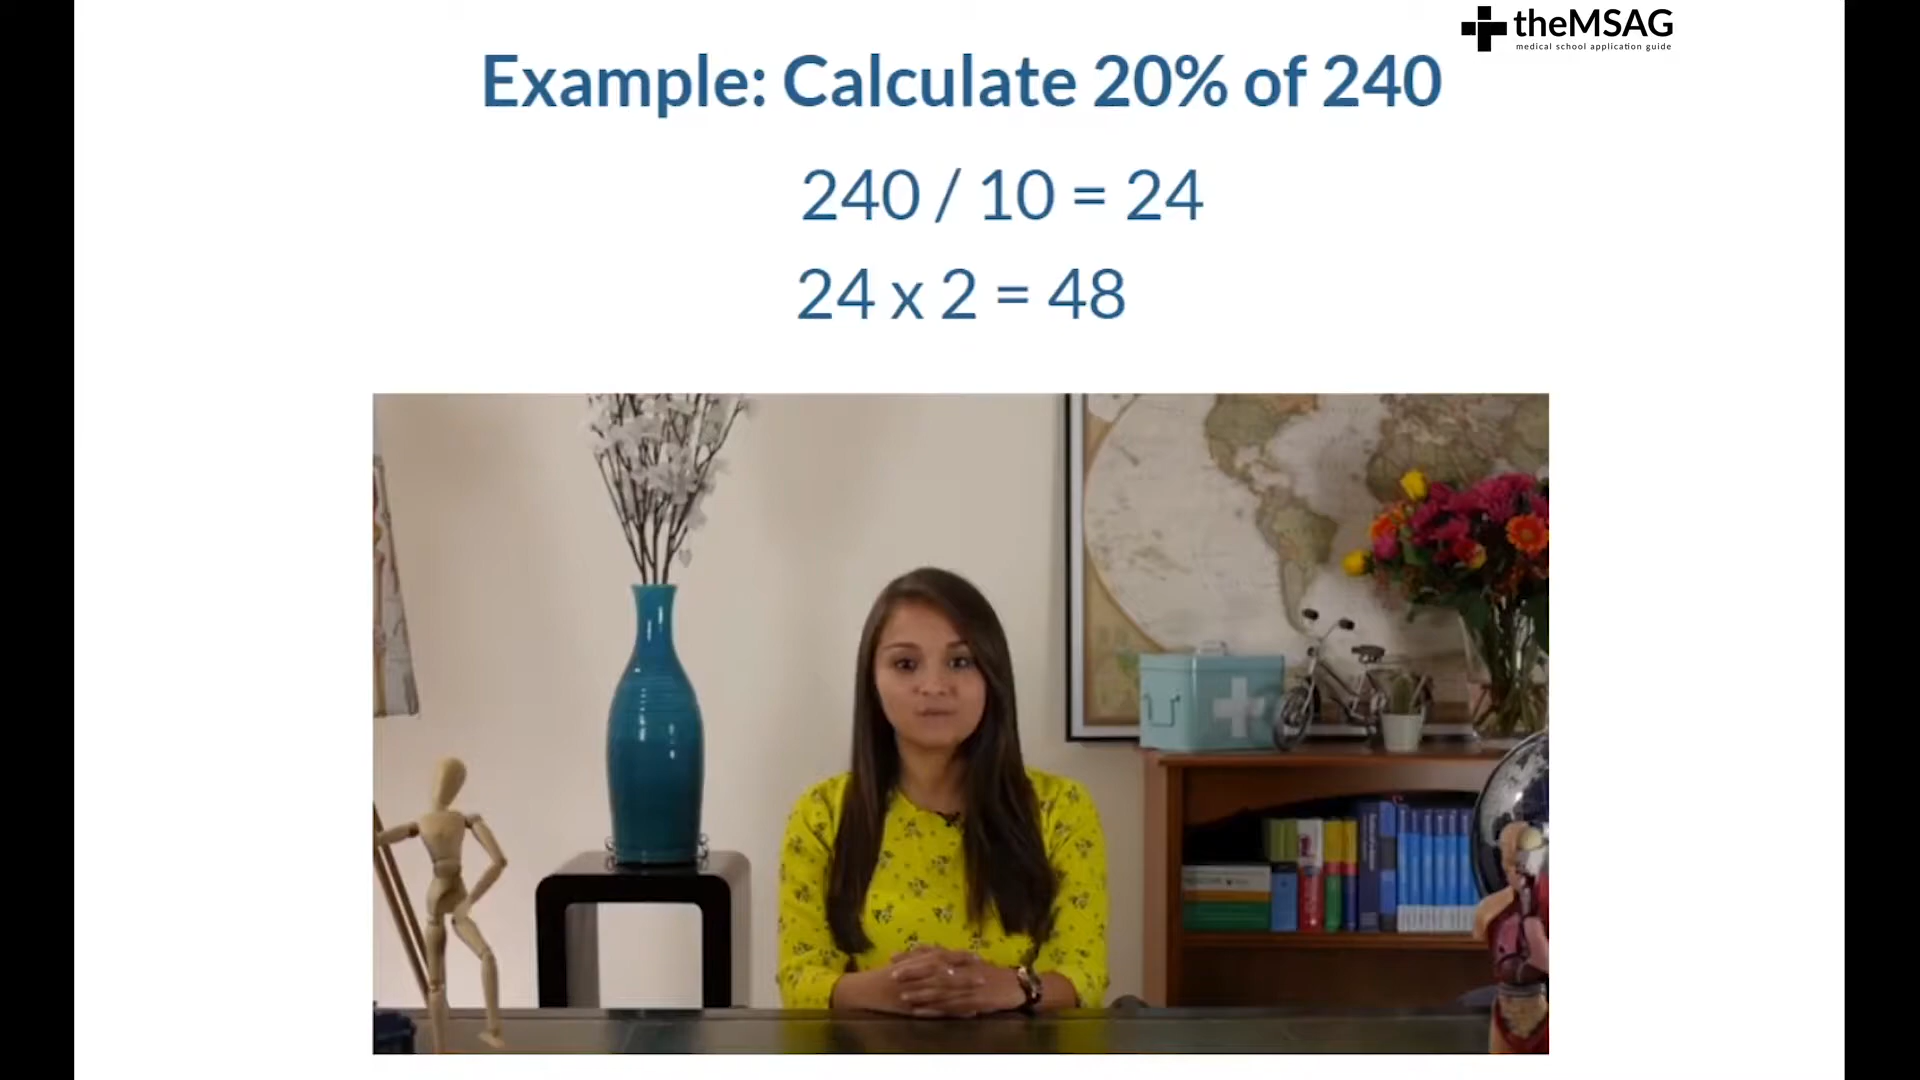 theMSAG
medical school application guide
Example: Calculate 20% of 240
240 / 10 = 24
24 x 2 = 48